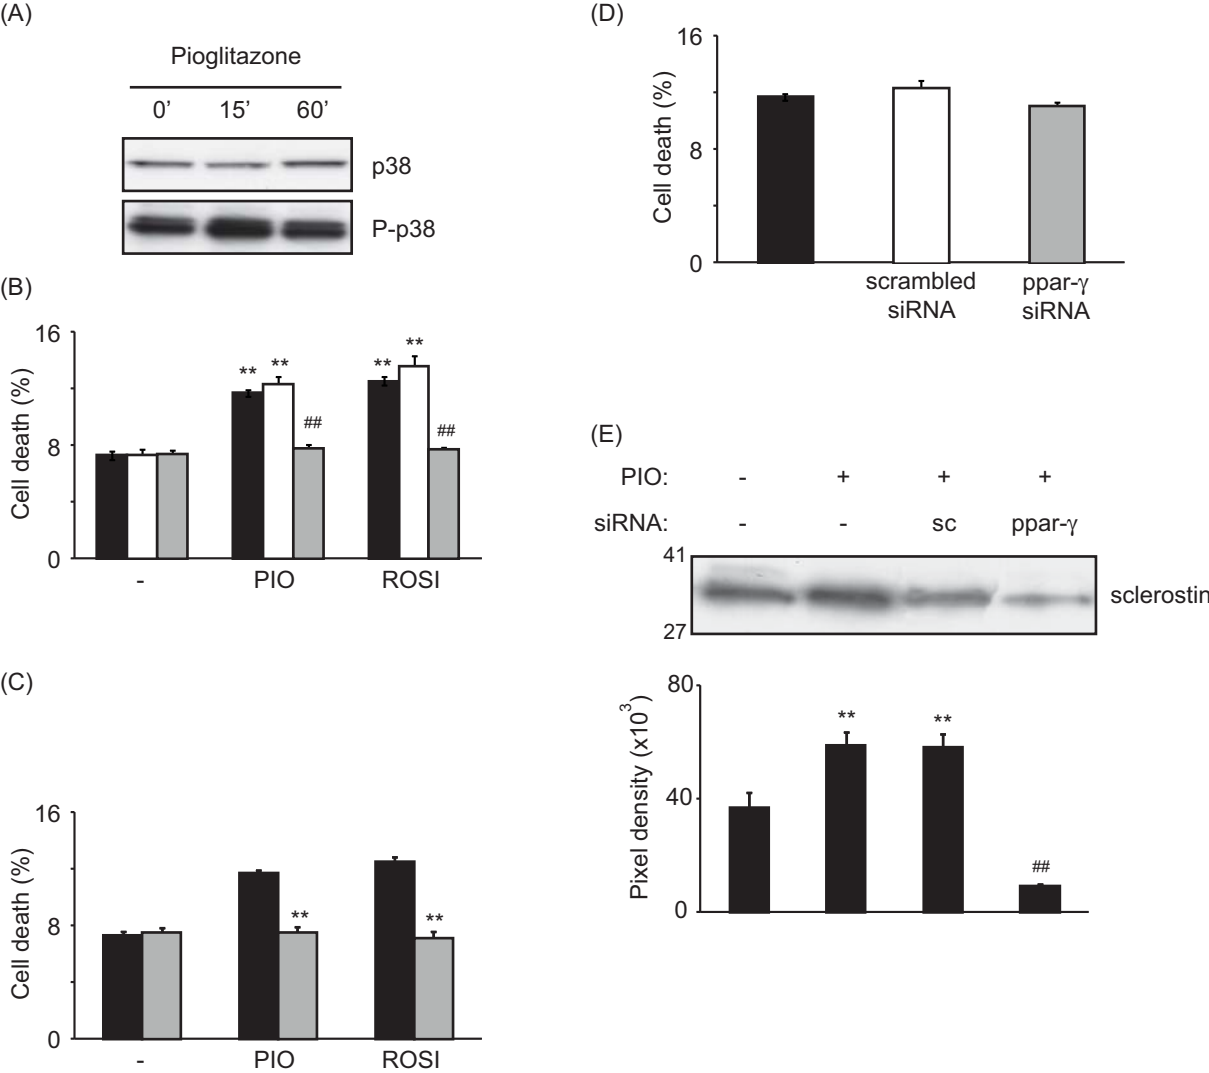 (A)
Pioglitazone
0’ 15’ 60’
p38
P-p38
(B)
16
8
0
Cell death (%)
** **
##
** **
##
- PIO ROSI
(C)
16
8
0
Cell death (%)
**
**
- PIO ROSI
(D)
16
8
0
Cell death (%)
scrambled
siRNA
ppar-γ
siRNA
(E)
PIO: - + + +
siRNA: - - sc ppar-γ
41
27
sclerostin
80
40
0
Pixel density (x10³)
** **
##